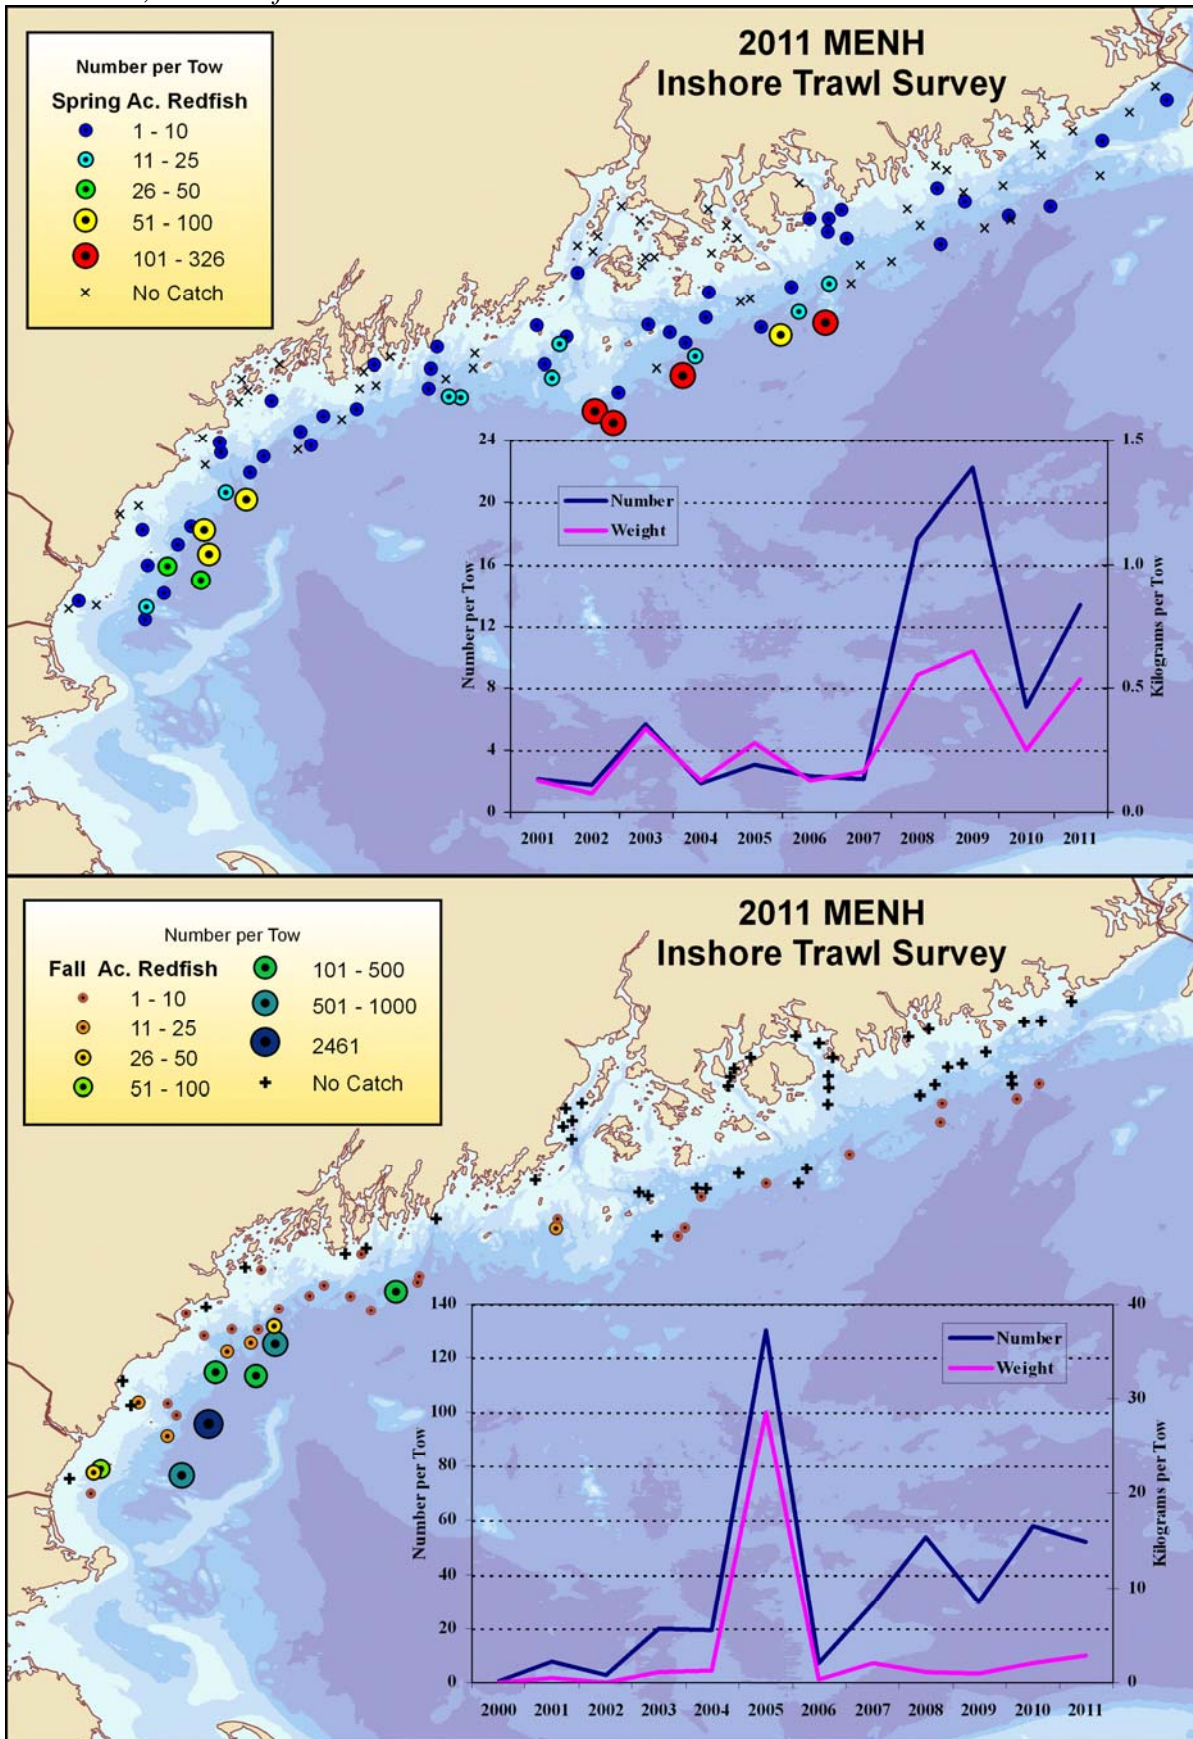 2011 MENH
Inshore Trawl Survey
Number per Tow
Spring Ac. Redfish
1 - 10
11 - 25
26 - 50
51 - 100
101 - 326
No Catch
Number
Weight
Number per Tow
24
20
16
12
8
4
0
Kilograms per Tow
1.5
1.0
0.5
0.0
2001 2002 2003 2004 2005 2006 2007 2008 2009 2010 2011
2011 MENH
Inshore Trawl Survey
Number per Tow
Fall Ac. Redfish
1 - 10
11 - 25
26 - 50
51 - 100
101 - 500
501 - 1000
2461
No Catch
Number
Weight
Number per Tow
140
120
100
80
60
40
20
0
Kilograms per Tow
40
30
20
10
0
2000 2001 2002 2003 2004 2005 2006 2007 2008 2009 2010 2011